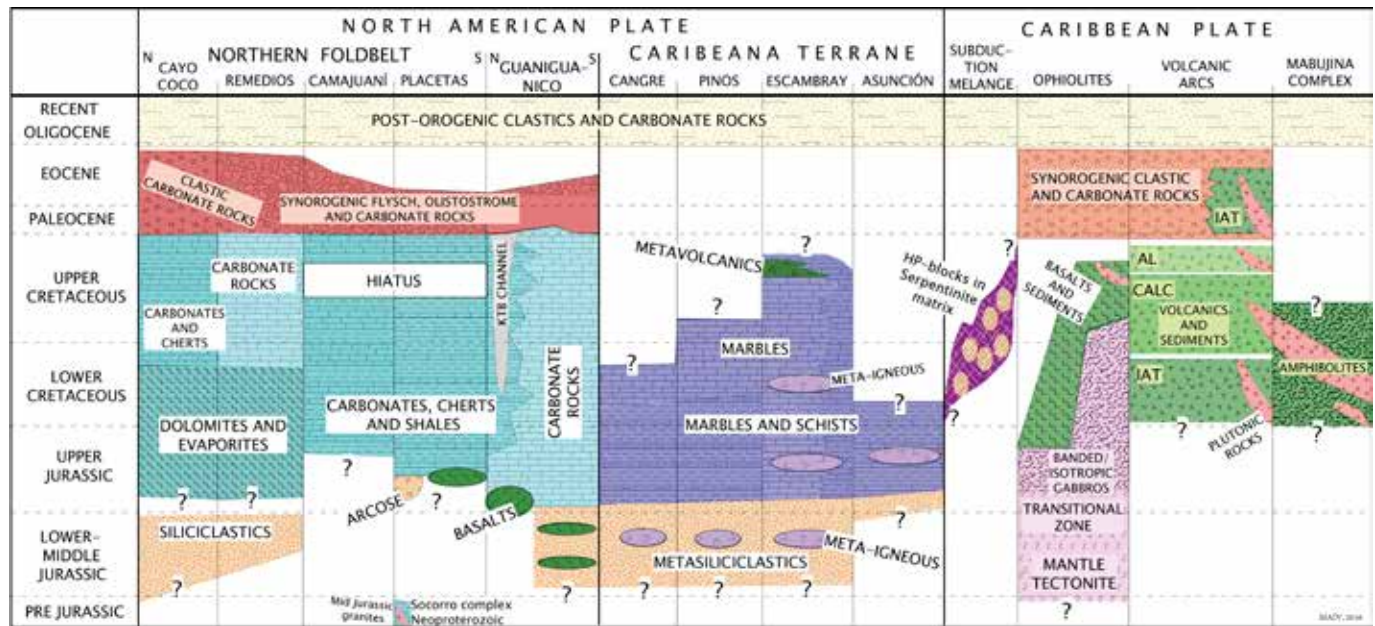 NORTH AMERICAN PLATE
CARIBBEAN PLATE
N NORTHERN FOLDBELT S
N GUANIGUA- S
NICO
CARIBEANA TERRANE
SUBDUC-
TION
MELANGE
OPHIOLITES
VOLCANIC
ARCS
MABUJINA
COMPLEX
CAYO
COCO
REMEDIOS
CAMAJUANÍ
PLACETAS
CANGRE
PINOS
ESCAMBRAY
ASUNCIÓN
RECENT
OLIGOCENE
POST-OROGENIC CLASTICS AND CARBONATE ROCKS
EOCENE
CLASTIC
CARBONATE ROCKS
SYNOROGENIC FLYSCH, OLISTOSTROME
AND CARBONATE ROCKS
SYNOROGENIC CLASTIC
AND CARBONATE ROCKS
IAT
PALEOCENE
UPPER
CRETACEOUS
CARBONATE
ROCKS
HIATUS
KTB CHANNEL
CARBONATES
AND
CHERTS
METAVOLCANICS
?
?
?
HP-blocks in
Serpentinite
matrix
BASALTS
AND
SEDIMENTS
AL
CALC
VOLCANICS
AND
SEDIMENTS
?
LOWER
CRETACEOUS
CARBONATE
ROCKS
?
MARBLES
META-IGNEOUS
?
?
IAT
AMPHIBOLITES
DOLOMITES AND
EVAPORITES
CARBONATES, CHERTS
AND SHALES
MARBLES AND SCHISTS
?
PLUTONIC
ROCKS
?
UPPER
JURASSIC
?
?
?
ARCOSE
?
BASALTS
BANDED/
ISOTROPIC
GABBROS
LOWER-
MIDDLE
JURASSIC
SILICICLASTICS
?
METASILICICLASTICS
META-IGNEOUS
?
?
?
?
?
?
TRANSITIONAL
ZONE
MANTLE
TECTONITE
?
PRE JURASSIC
Mid Jurassic
granites
Socorro complex
Neoproterozoic